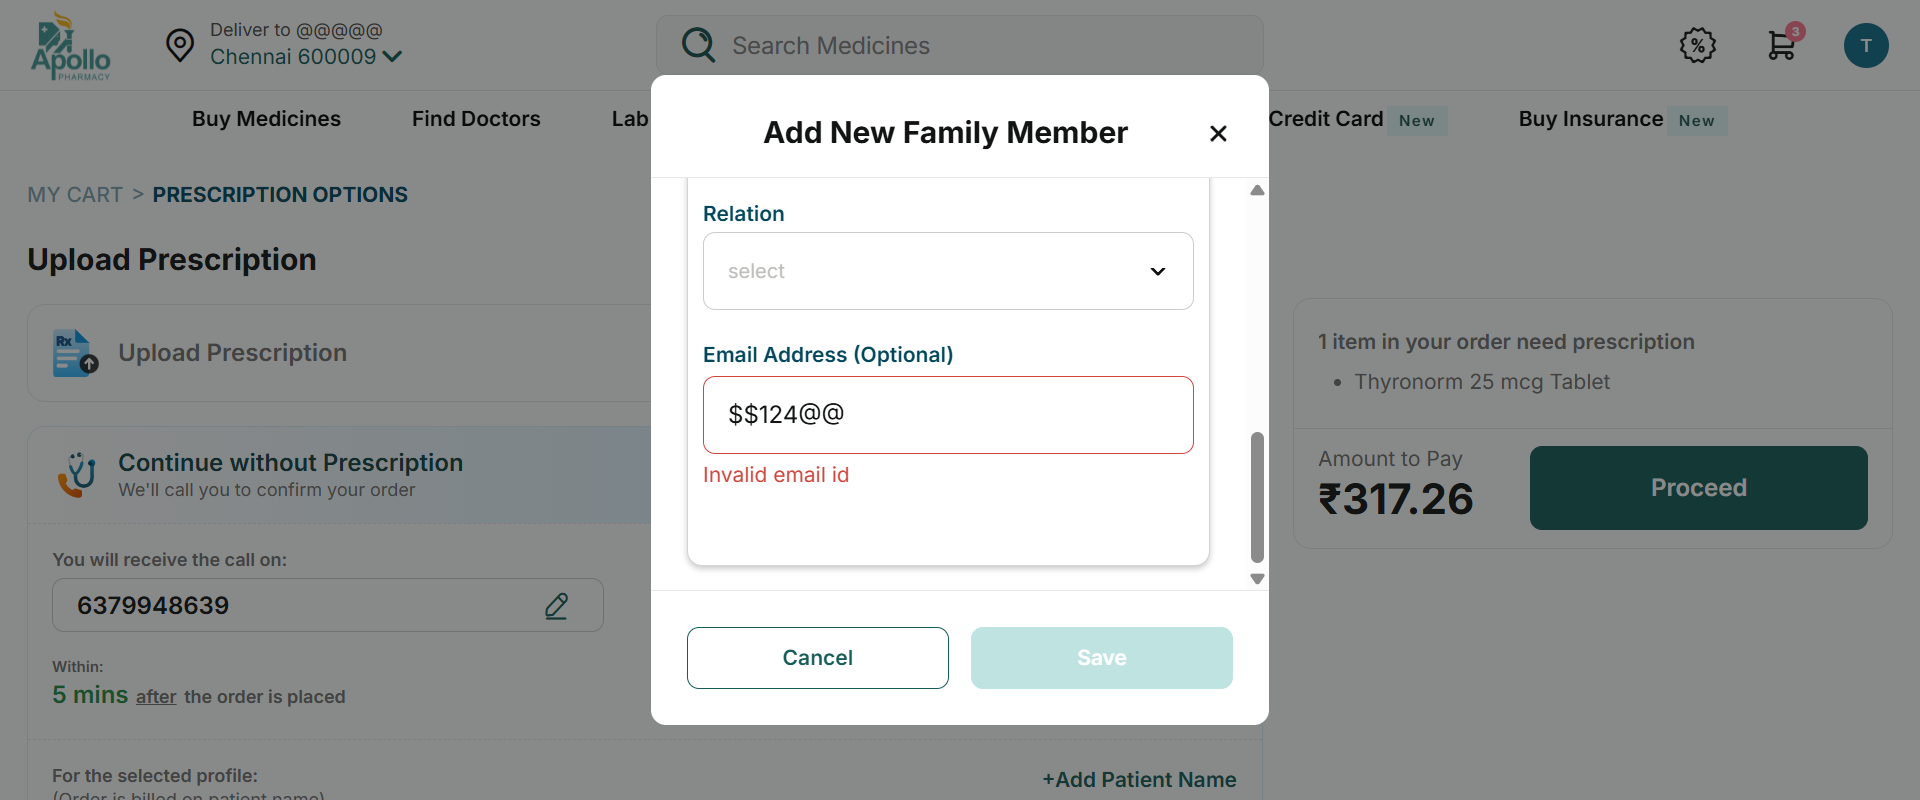 Apollo
PHARMACY
Deliver to @@@@@
Chennai 600009
Search Medicines
%
3
T
Buy Medicines
Find Doctors
Lab
Credit Card New
Buy Insurance New
MY CART > PRESCRIPTION OPTIONS
Upload Prescription
Rx
Upload Prescription
Continue without Prescription
We'll call you to confirm your order
You will receive the call on:
6379948639
Within:
5 mins after the order is placed
For the selected profile:
(Order is billed on patient name)
+Add Patient Name
Add New Family Member
Relation
select
Email Address (Optional)
$$124@@
Invalid email id
Cancel
Save
1 item in your order need prescription
• Thyronorm 25 mcg Tablet
Amount to Pay
₹317.26
Proceed